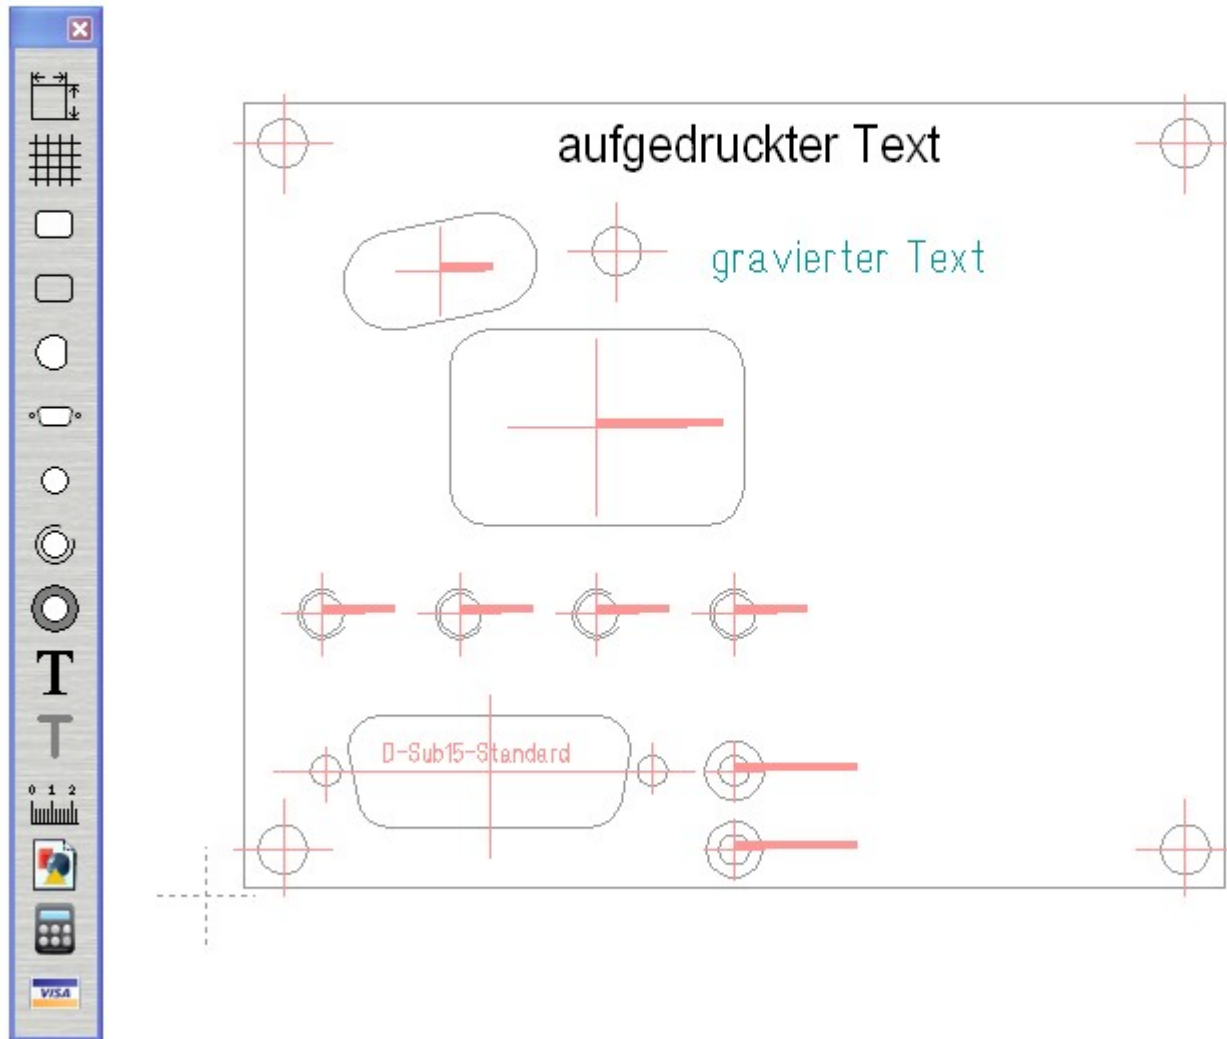 aufgedruckter Text
gravierter Text
D-Sub15-Standard
T
T
0 1 2
VISA